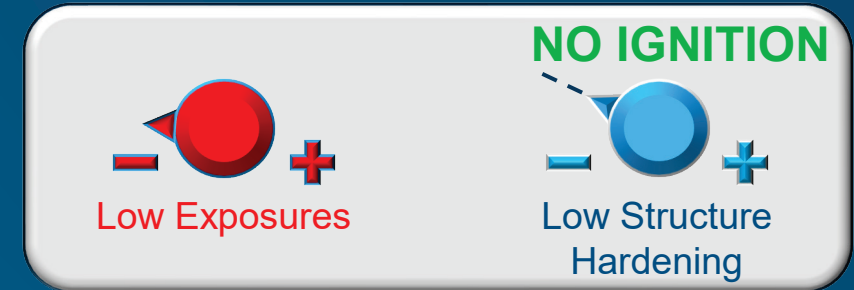 NO IGNITION
Low Exposures
Low Structure
Hardening